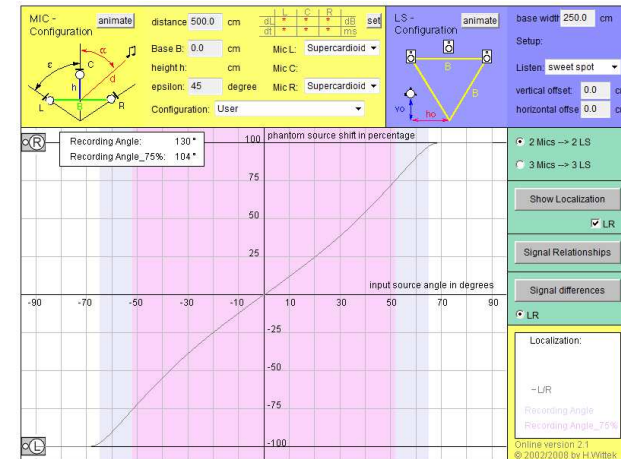 MIC - Configuration
animate
distance 500.0 cm
Base B: 0.0 cm
height h: cm
epsilon: 45 degree
Configuration: User
L C R
dL * * * dB
dt * * * ms
set
Mic L: Supercardioid
Mic C:
Mic R: Supercardioid
ε α C d h L B R
LS - Configuration
animate
B
B
vo
ho
base widtr 250.0 cm
Setup:
Listen: sweet spot
vertical offset: 0.0 c
horizontal offse 0.0 c
R
Recording Angle: 130°
Recording Angle_75%: 104°
phantom source shift in percentage
100
75
50
25
input source angle in degrees
-90 -70 -50 -30 -10 10 30 50 70 90
-25
-50
-75
-100
L
2 Mics --> 2 LS
3 Mics --> 3 LS
Show Localization
LR
Signal Relationships
Signal differences
LR
Localization:
- L/R
Recording Angle
Recording Angle_75%
Online version 2.1
© 2002/2008 by H.Wittek